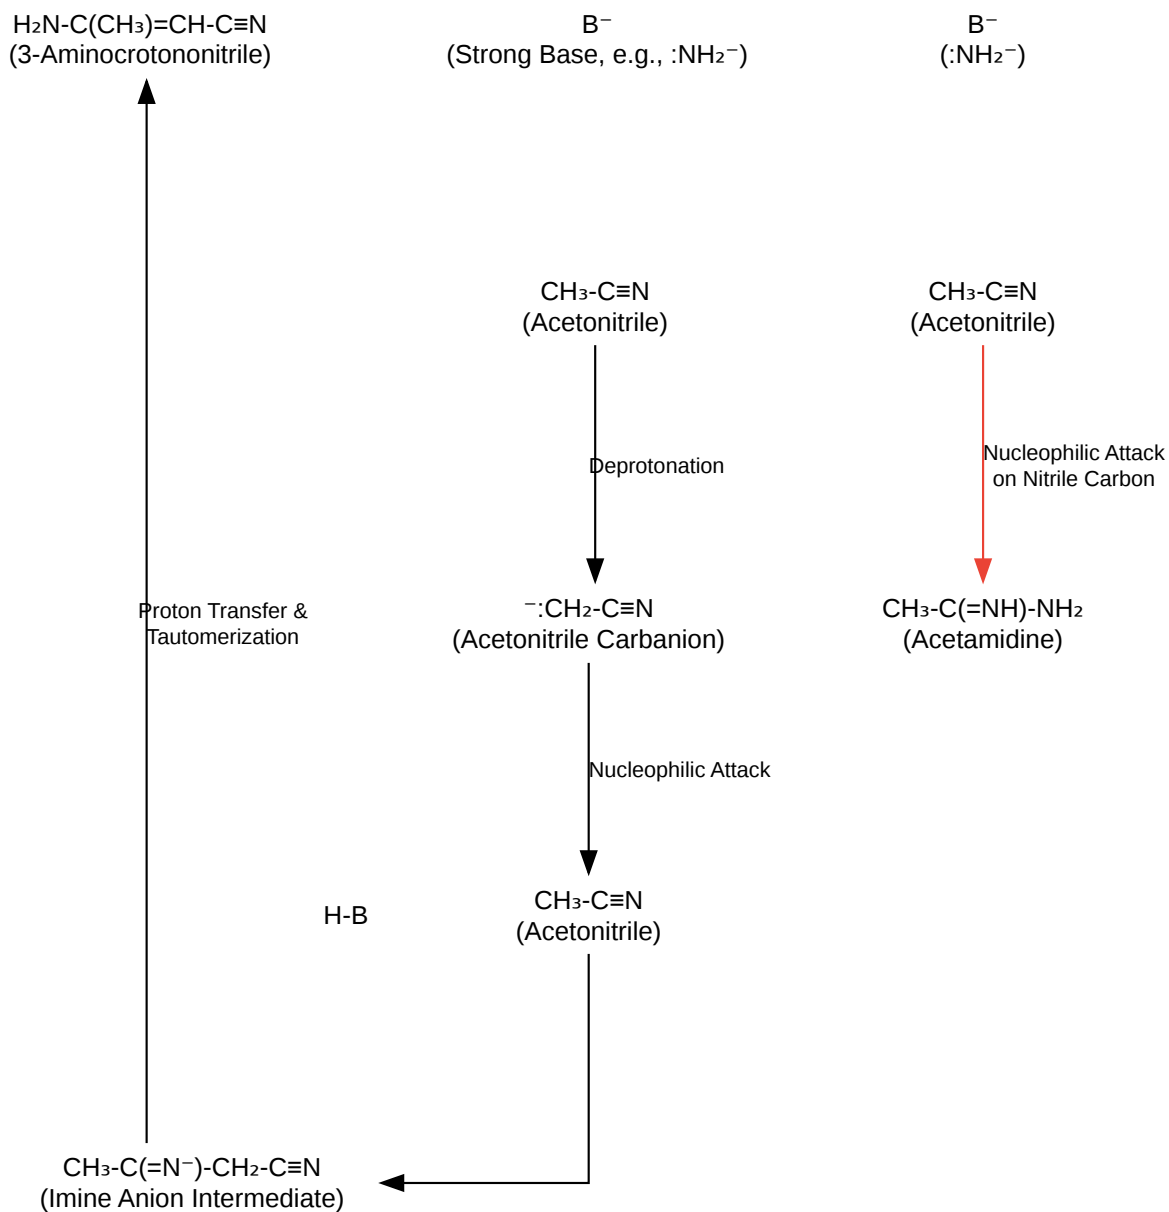 H₂N-C(CH₃)=CH-C≡N
(3-Aminocrotononitrile)
B⁻
(Strong Base, e.g., :NH₂⁻)
B⁻
(:NH₂⁻)
CH₃-C≡N
(Acetonitrile)
CH₃-C≡N
(Acetonitrile)
Deprotonation
Nucleophilic Attack
on Nitrile Carbon
⁻:CH₂-C≡N
(Acetonitrile Carbanion)
CH₃-C(=NH)-NH₂
(Acetamidine)
Proton Transfer &
Tautomerization
Nucleophilic Attack
H-B
CH₃-C≡N
(Acetonitrile)
CH₃-C(=N⁻)-CH₂-C≡N
(Imine Anion Intermediate)